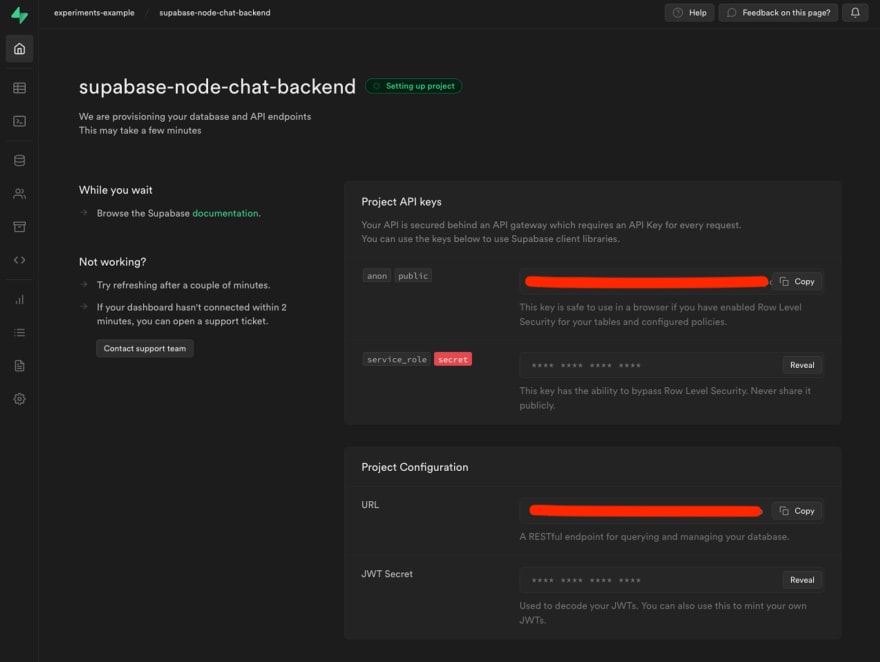 experiments-example / supabase-node-chat-backend
Help
Feedback on this page?
supabase-node-chat-backend
Setting up project
We are provisioning your database and API endpoints
This may take a few minutes
While you wait
Browse the Supabase documentation.
Not working?
Try refreshing after a couple of minutes.
If your dashboard hasn't connected within 2
minutes, you can open a support ticket.
Contact support team
Project API keys
Your API is secured behind an API gateway which requires an API Key for every request.
You can use the keys below to use Supabase client libraries.
anon public
Copy
This key is safe to use in a browser if you have enabled Row Level
Security for your tables and configured policies.
service_role secret
**** **** **** ****
Reveal
This key has the ability to bypass Row Level Security. Never share it
publicly.
Project Configuration
URL
Copy
A RESTful endpoint for querying and managing your database.
JWT Secret
**** **** **** ****
Reveal
Used to decode your JWTs. You can also use this to mint your own
JWTs.